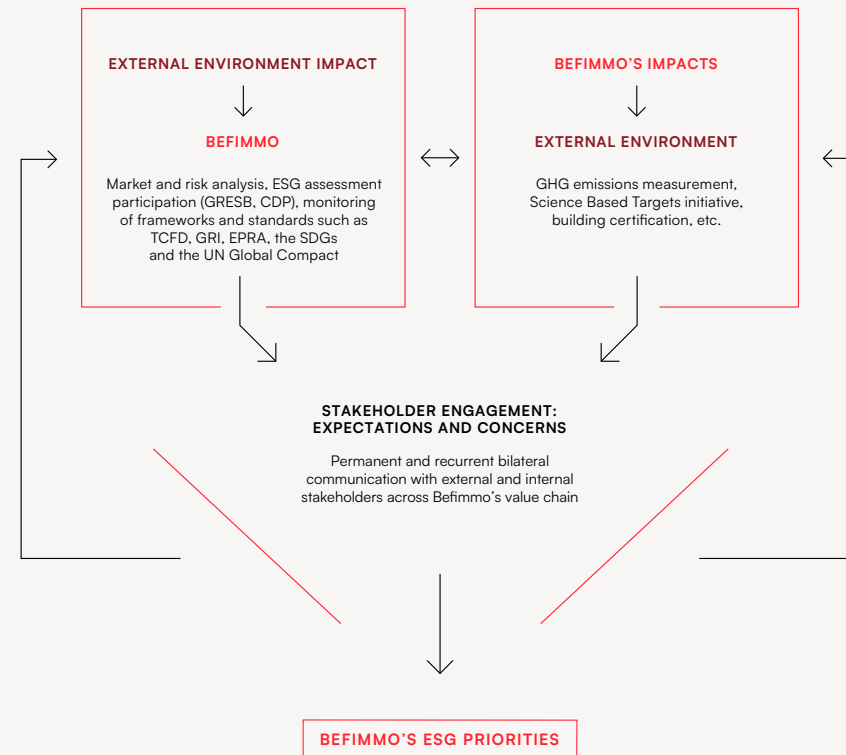 EXTERNAL ENVIRONMENT IMPACT
BEFIMMO
Market and risk analysis, ESG assessment
participation (GRESB, CDP), monitoring
of frameworks and standards such as
TCFD, GRI, EPRA, the SDGs
and the UN Global Compact
BEFIMMO'S IMPACTS
EXTERNAL ENVIRONMENT
GHG emissions measurement,
Science Based Targets initiative,
building certification, etc.
STAKEHOLDER ENGAGEMENT:
EXPECTATIONS AND CONCERNS
Permanent and recurrent bilateral
communication with external and internal
stakeholders across Befimmo's value chain
BEFIMMO'S ESG PRIORITIES